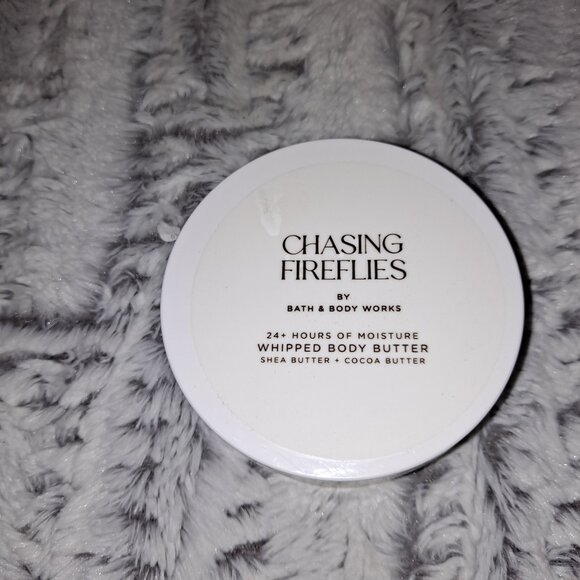 CHASING
FIREFLIES
BY
BATH & BODY WORKS
24+ HOURS OF MOISTURE
WHIPPED BODY BUTTER
SHEA BUTTER + COCOA BUTTER